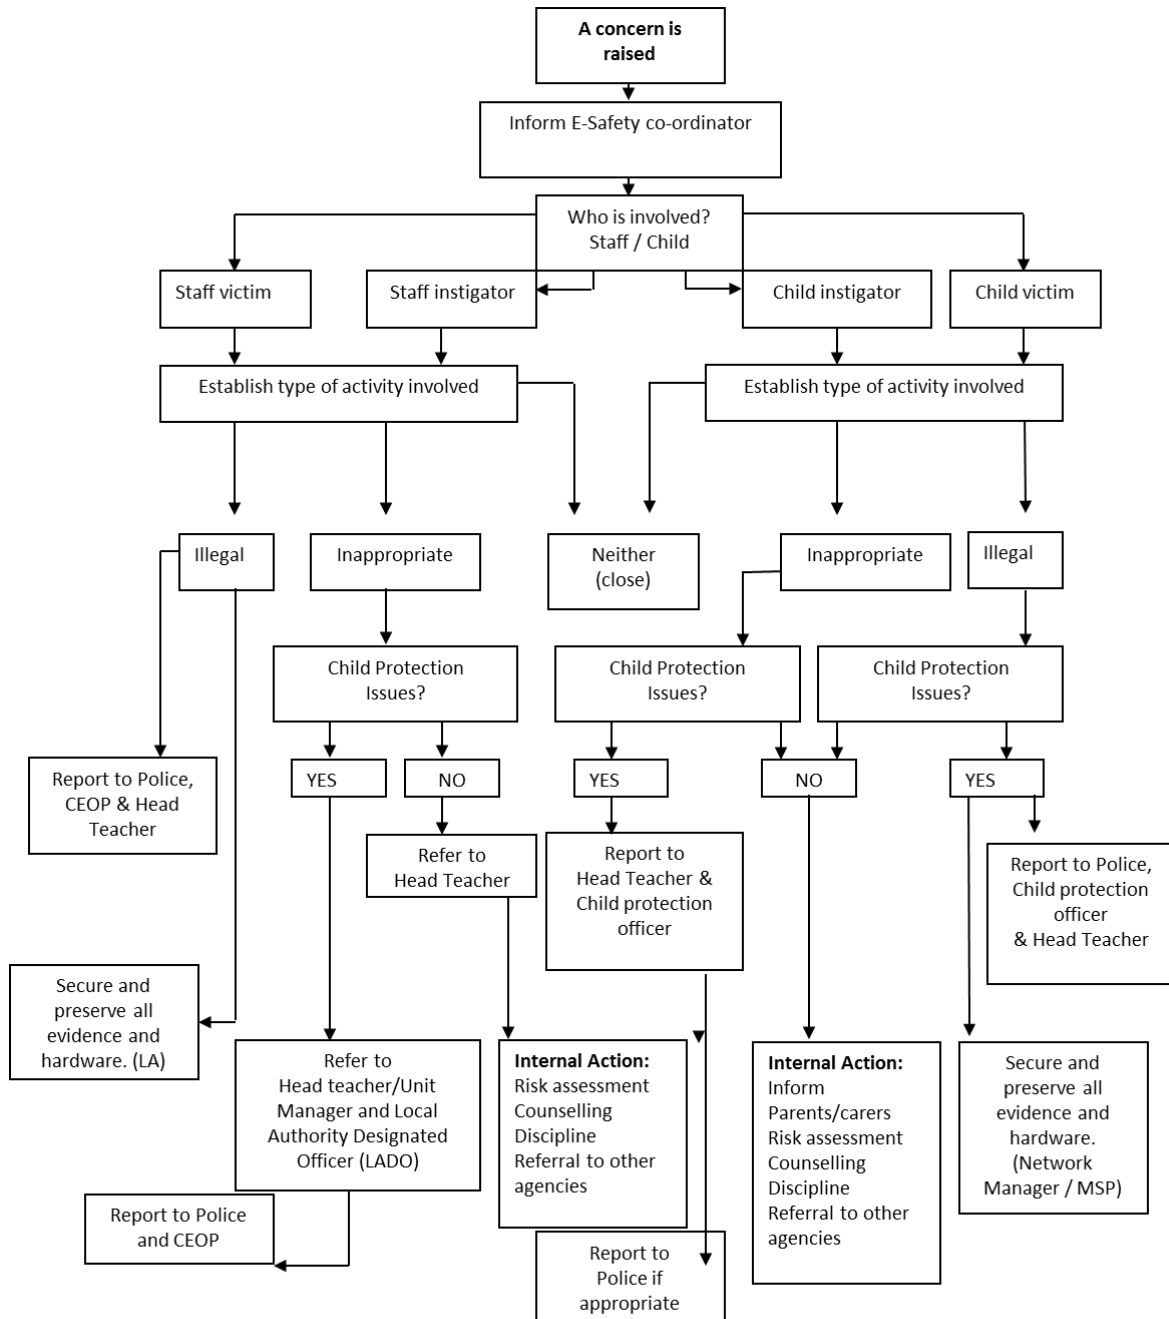 A concern is
raised
Inform E-Safety co-ordinator
Who is involved?
Staff / Child
Staff victim
Staff instigator
Child instigator
Child victim
Establish type of activity involved
Establish type of activity involved
Illegal
Inappropriate
Neither
(close)
Inappropriate
Illegal
Child Protection
Issues?
Child Protection
Issues?
Child Protection
Issues?
YES
NO
YES
NO
YES
Report to Police,
CEOP & Head
Teacher
Refer to
Head Teacher
Report to
Head Teacher &
Child protection
officer
Report to Police,
Child protection
officer
& Head Teacher
Secure and
preserve all
evidence and
hardware. (LA)
Refer to
Head teacher/Unit
Manager and Local
Authority Designated
Officer (LADO)
Internal Action:
Risk assessment
Counselling
Discipline
Referral to other
agencies
Internal Action:
Inform
Parents/carers
Risk assessment
Counselling
Discipline
Referral to other
agencies
Secure and
preserve all
evidence and
hardware.
(Network
Manager / MSP)
Report to Police
and CEOP
Report to
Police if
appropriate